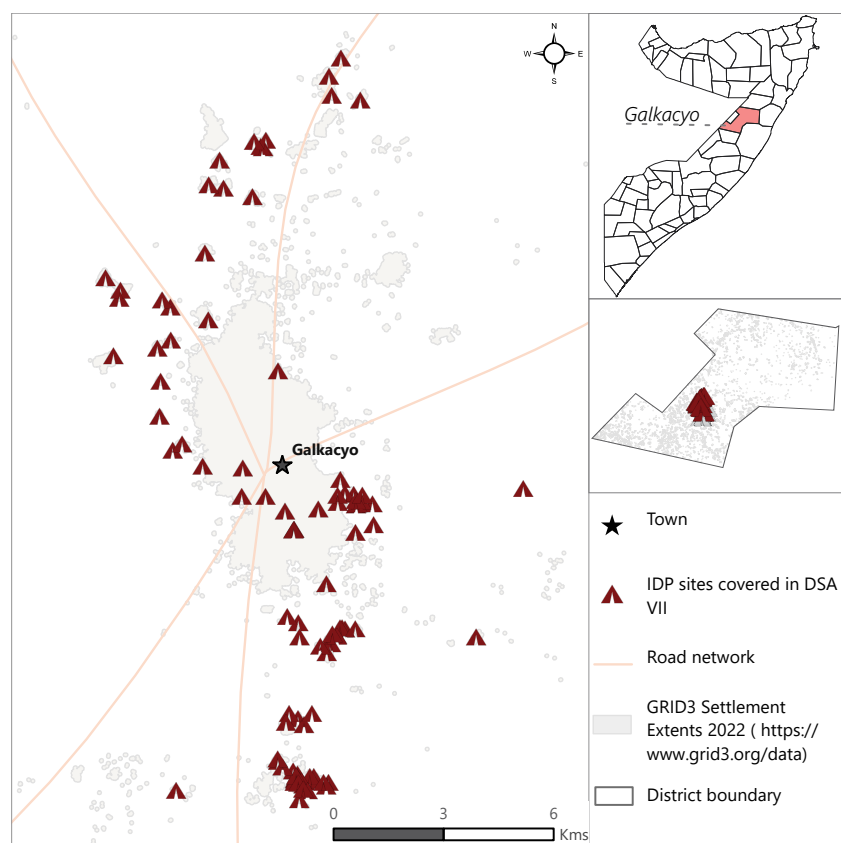 N
W
E
S
Galkacyo
Galkacyo
Town
IDP sites covered in DSA
VII
Road network
GRID3 Settlement
Extents 2022 ( https://
www.grid3.org/data)
District boundary
0
3
6
Kms